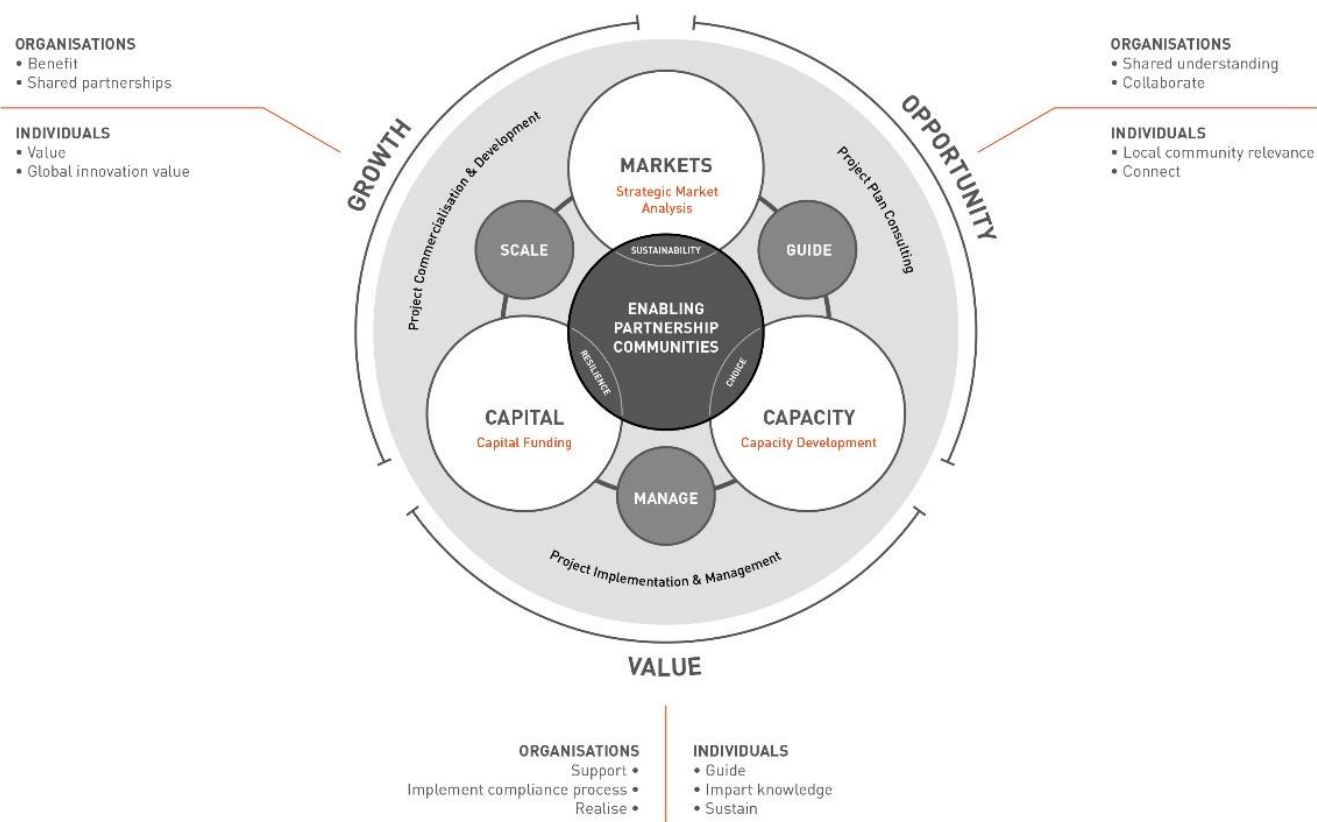 ORGANISATIONS
• Benefit
• Shared partnerships
INDIVIDUALS
• Value
• Global innovation value
GROWTH
OPPORTUNITY
ORGANISATIONS
• Shared understanding
• Collaborate
INDIVIDUALS
• Local community relevance
• Connect
Project Commercialisation & Development
Project Plan Consulting
MARKETS
Strategic Market
Analysis
SCALE
GUIDE
SUSTAINABILITY
ENABLING
PARTNERSHIP
COMMUNITIES
RESILIENCE
CHOICE
CAPITAL
Capital Funding
CAPACITY
Capacity Development
MANAGE
Project Implementation & Management
VALUE
ORGANISATIONS
Support •
Implement compliance process •
Realise •
INDIVIDUALS
• Guide
• Impart knowledge
• Sustain